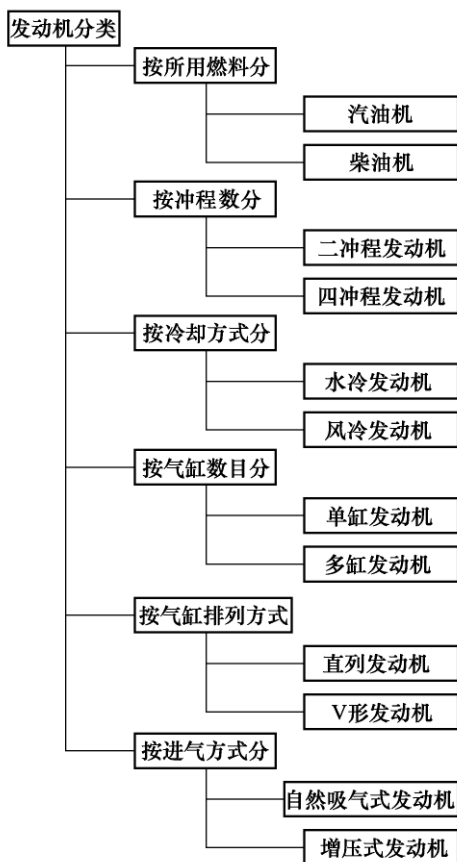 发动机分类
按所用燃料分
汽油机
柴油机
按冲程数分
二冲程发动机
四冲程发动机
按冷却方式分
水冷发动机
风冷发动机
按气缸数目分
单缸发动机
多缸发动机
按气缸排列方式
直列发动机
V形发动机
按进气方式分
自然吸气式发动机
增压式发动机